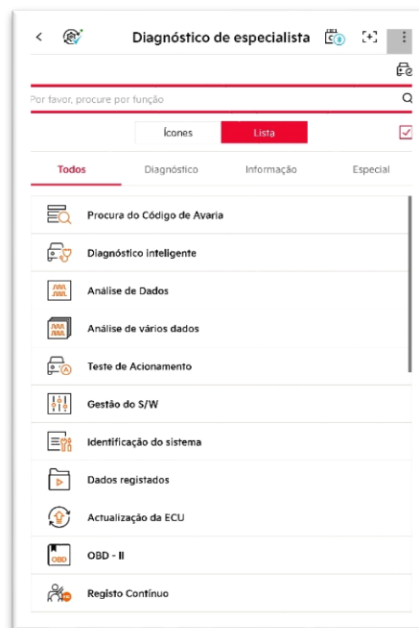 Diagnóstico de especialista
Por favor, procure por função
Ícones Lista
Todos Diagnóstico Informação Especial
Procura do Código de Avaria
Diagnóstico Inteligente
Análise de Dados
Análise de vários dados
Teste de Acionamento
Gestão do S/W
Identificação do sistema
Dados registados
Actualização da ECU
OBD OBD - II
Registo Contínuo